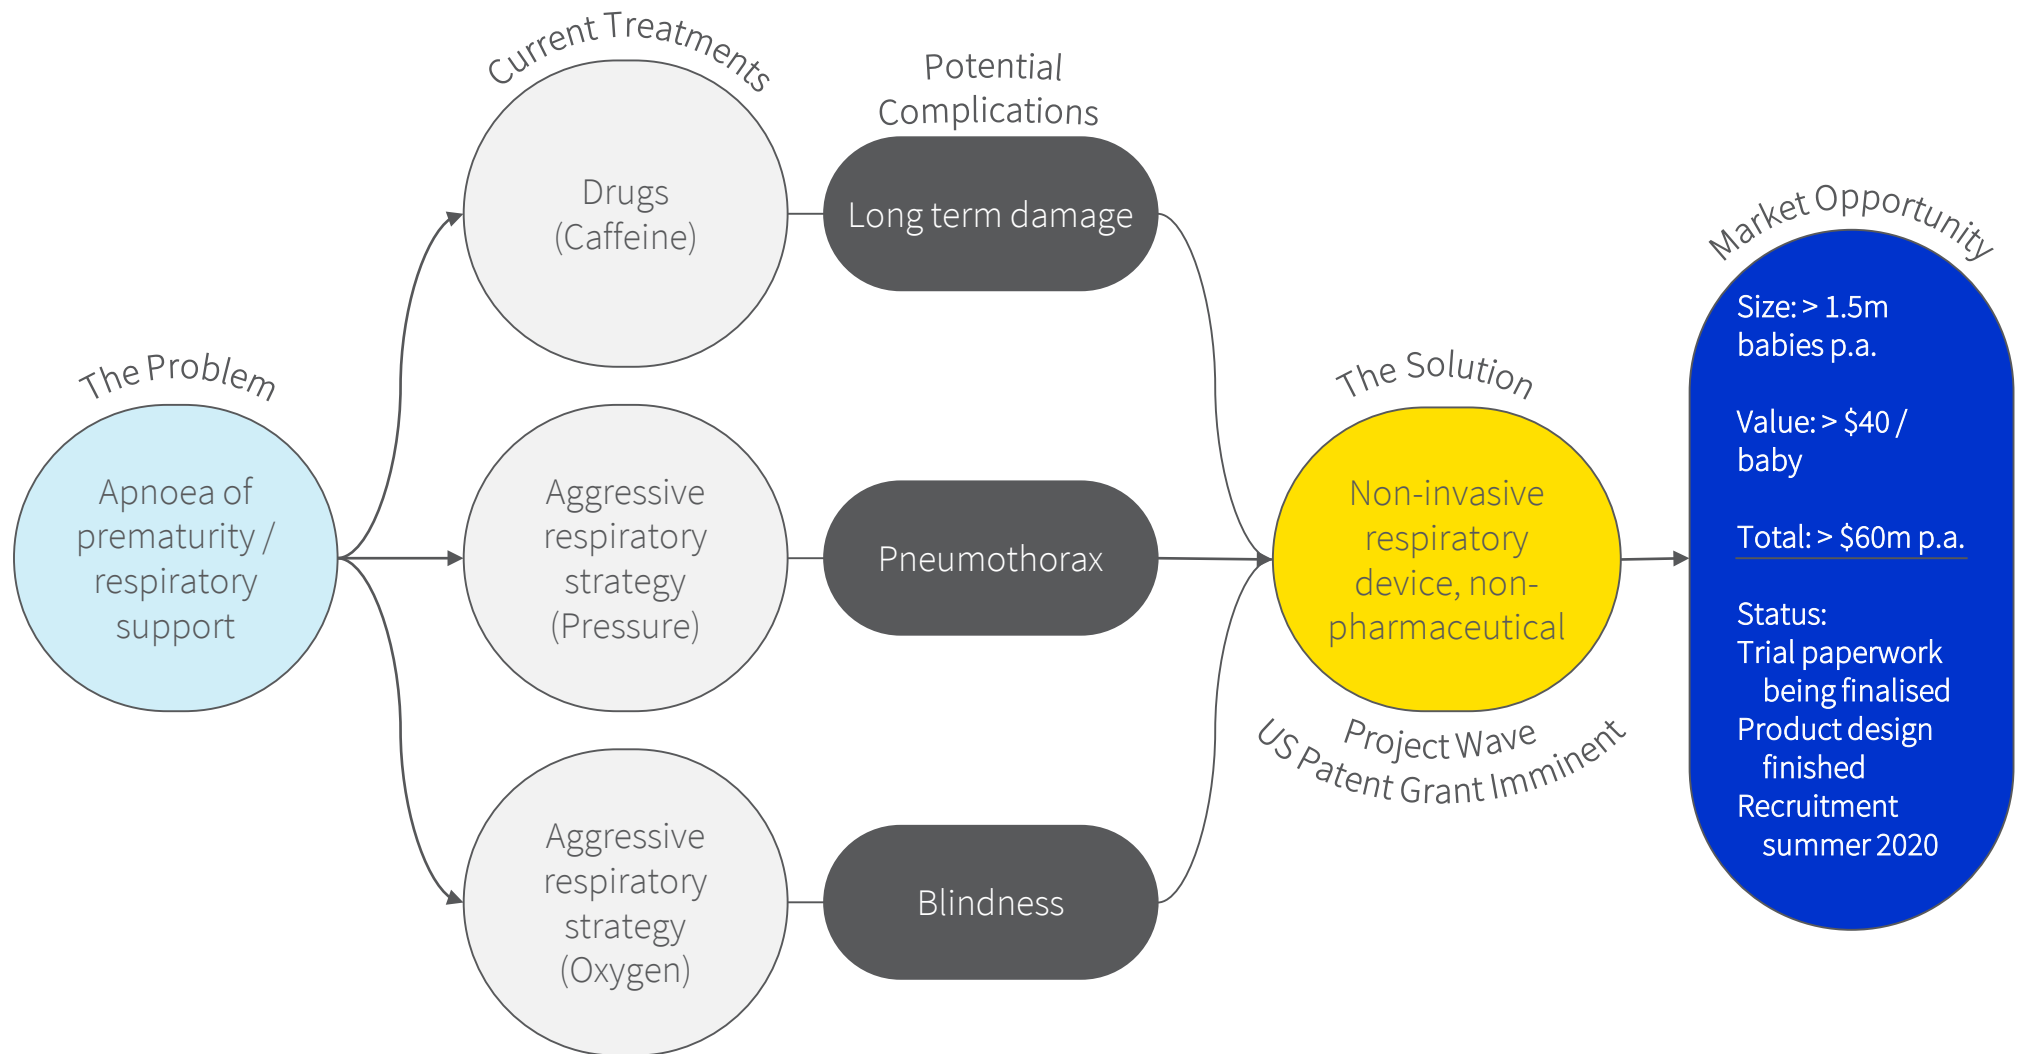 The Problem
Apnoea of
prematurity /
respiratory
support
Current Treatments
Drugs
(Caffeine)
Aggressive
respiratory
strategy
(Pressure)
Aggressive
respiratory
strategy
(Oxygen)
Potential
Complications
Long term damage
Pneumothorax
Blindness
The Solution
Non-invasive
respiratory
device, non-
pharmaceutical
Project Wave
US Patent Grant Imminent
Market Opportunity
Size: > 1.5m
babies p.a.
Value: > $40 /
baby
Total: > $60m p.a.
Status:
Trial paperwork
being finalised
Product design
finished
Recruitment
summer 2020